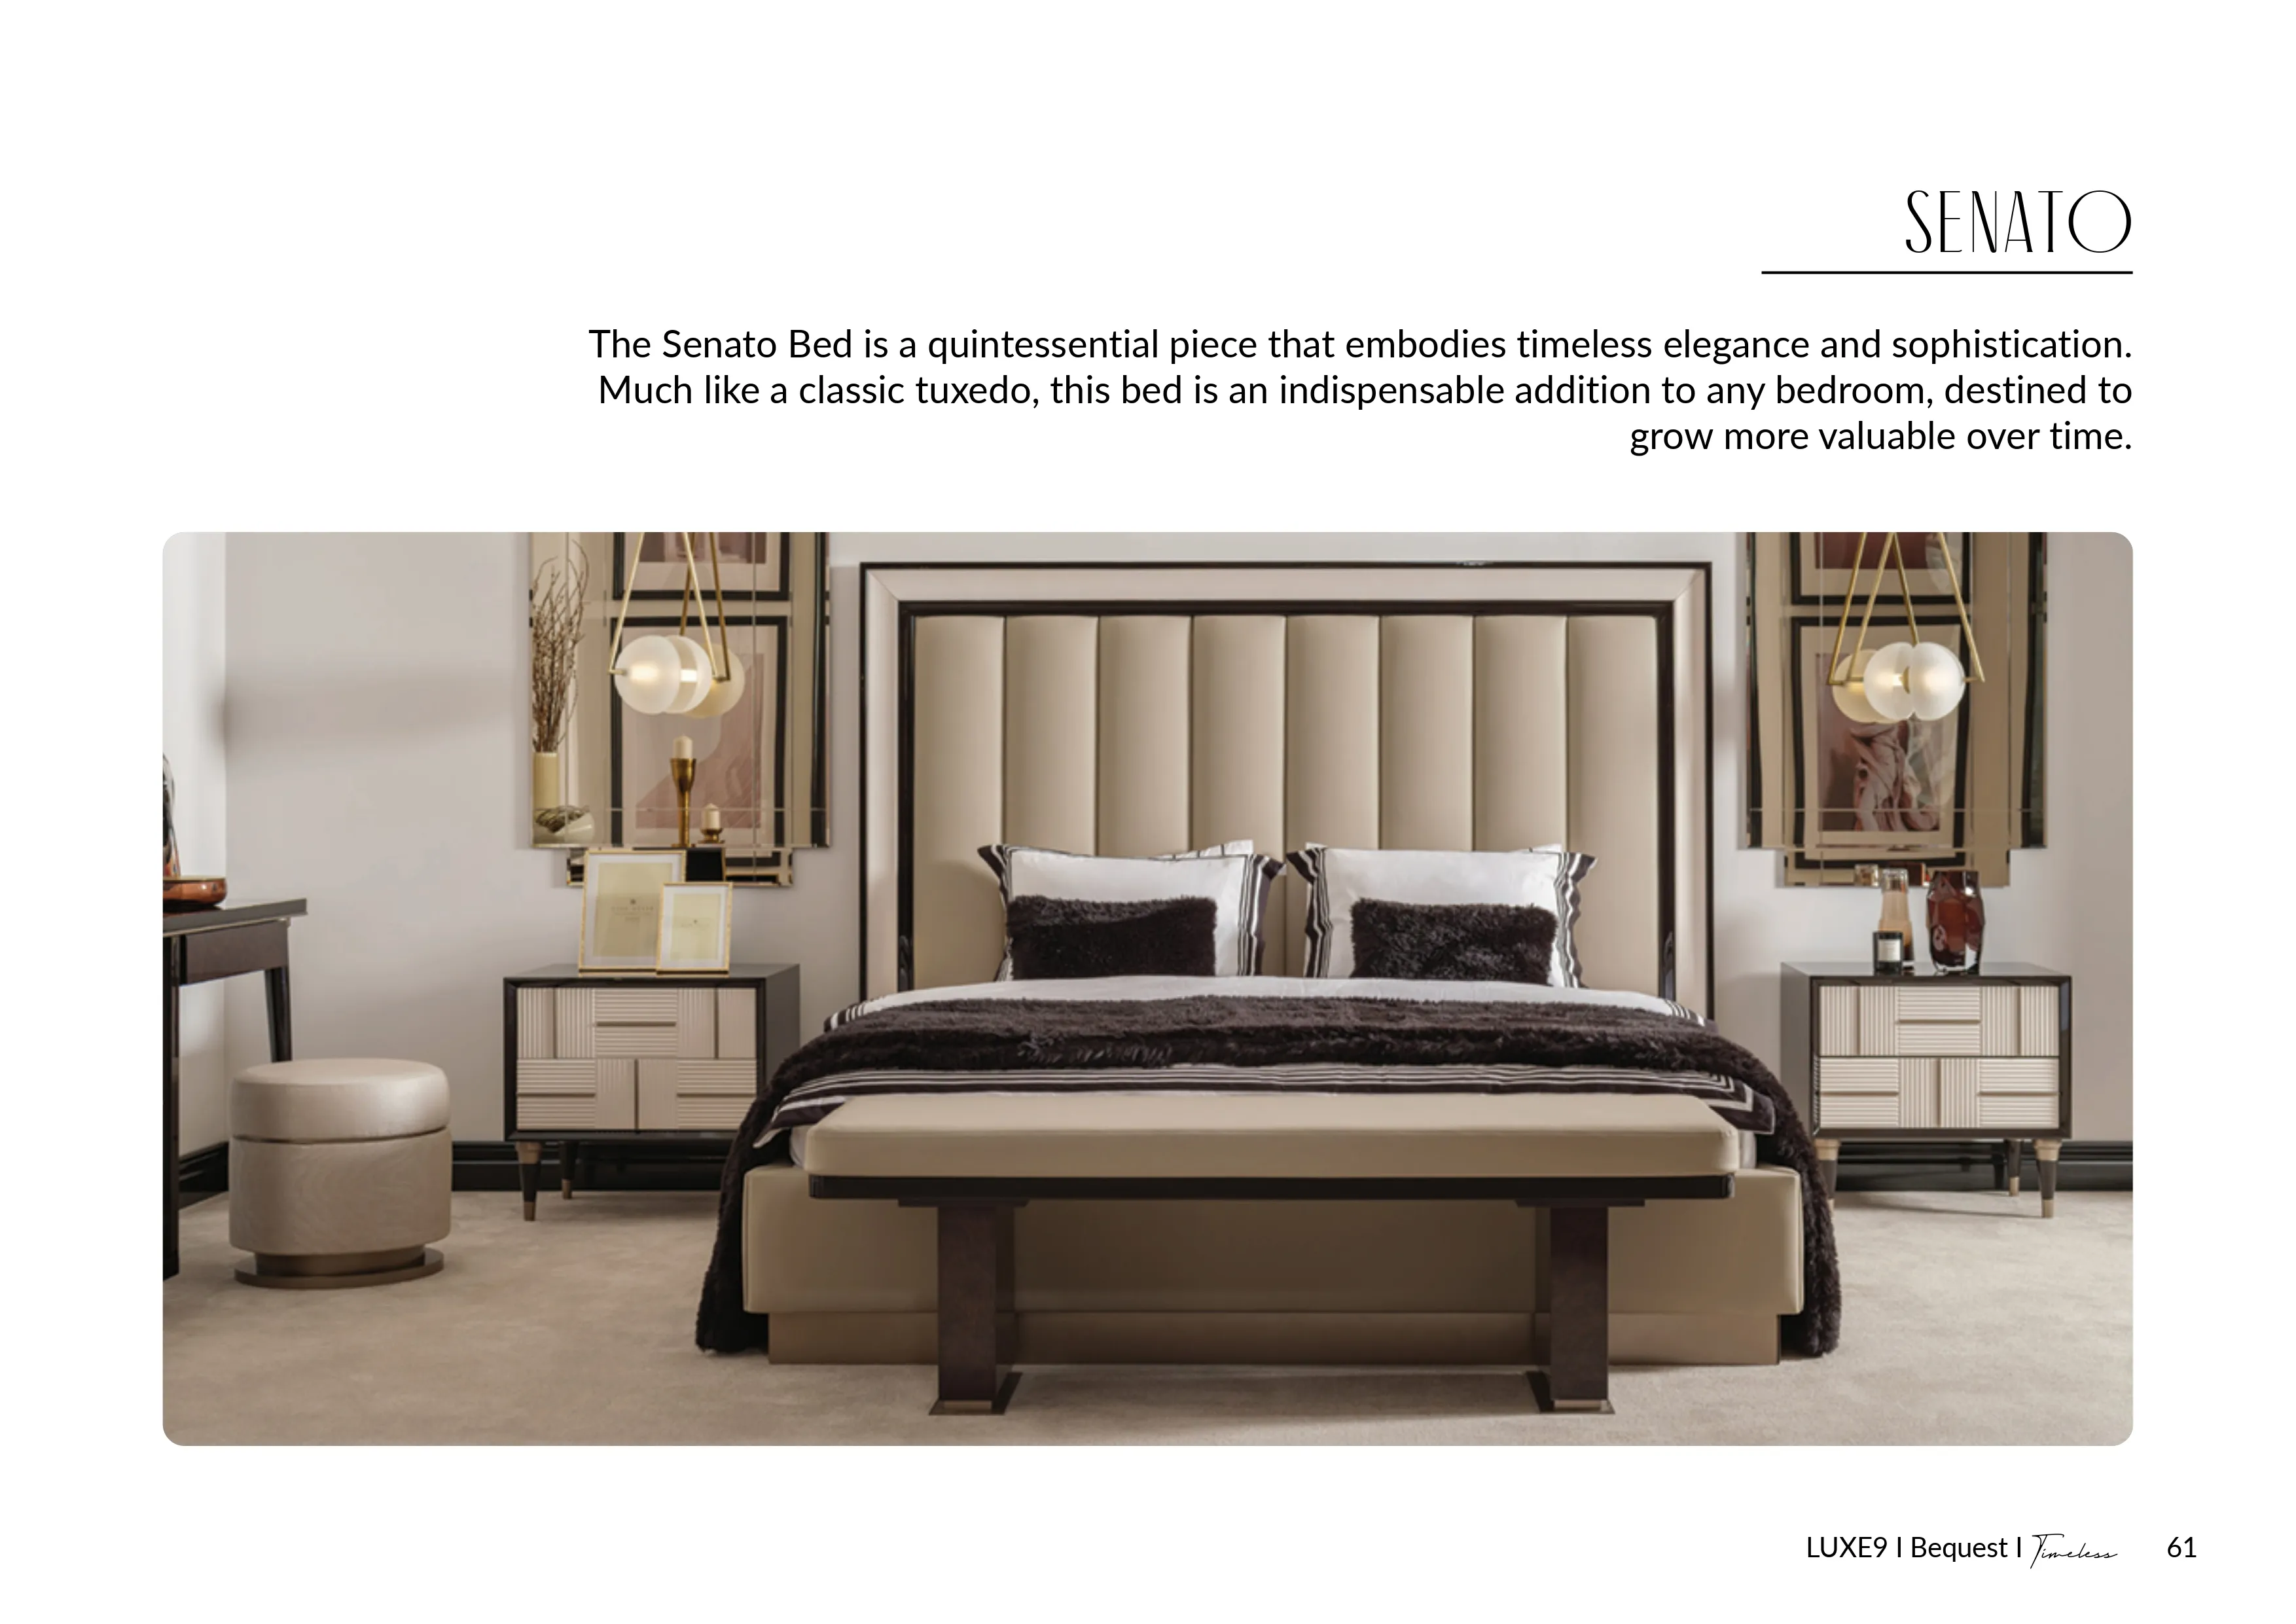 SENATO
The Senato Bed is a quintessential piece that embodies timeless elegance and sophistication.
Much like a classic tuxedo, this bed is an indispensable addition to any bedroom, destined to
grow more valuable over time.
LUXE9 I Bequest I Timeless 61